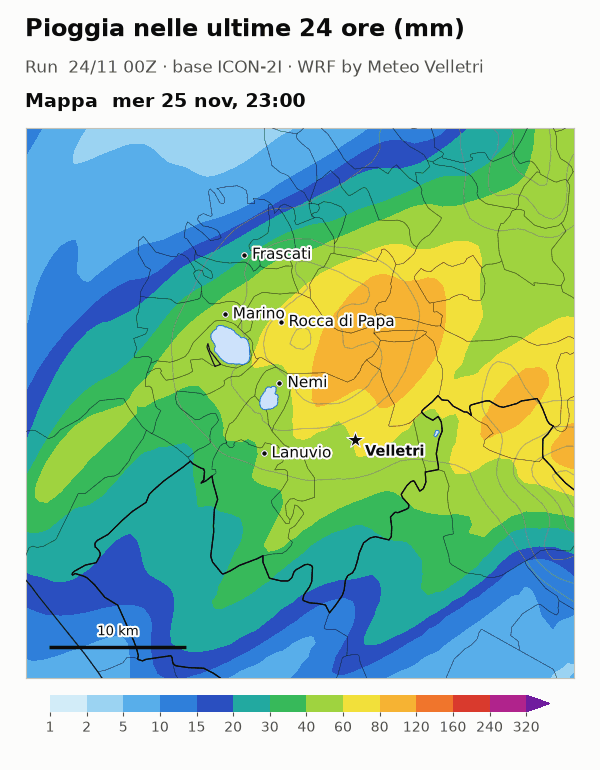 Pioggia nelle ultime 24 ore (mm)
Run  24/11 00Z · base ICON-2I · WRF by Meteo Velletri
Mappa  mer 25 nov, 23:00
Frascati
Marino
Rocca di Papa
Nemi
Velletri
Lanuvio
10 km
1 2 5 10 15 20 30 40 60 80 120 160 240 320